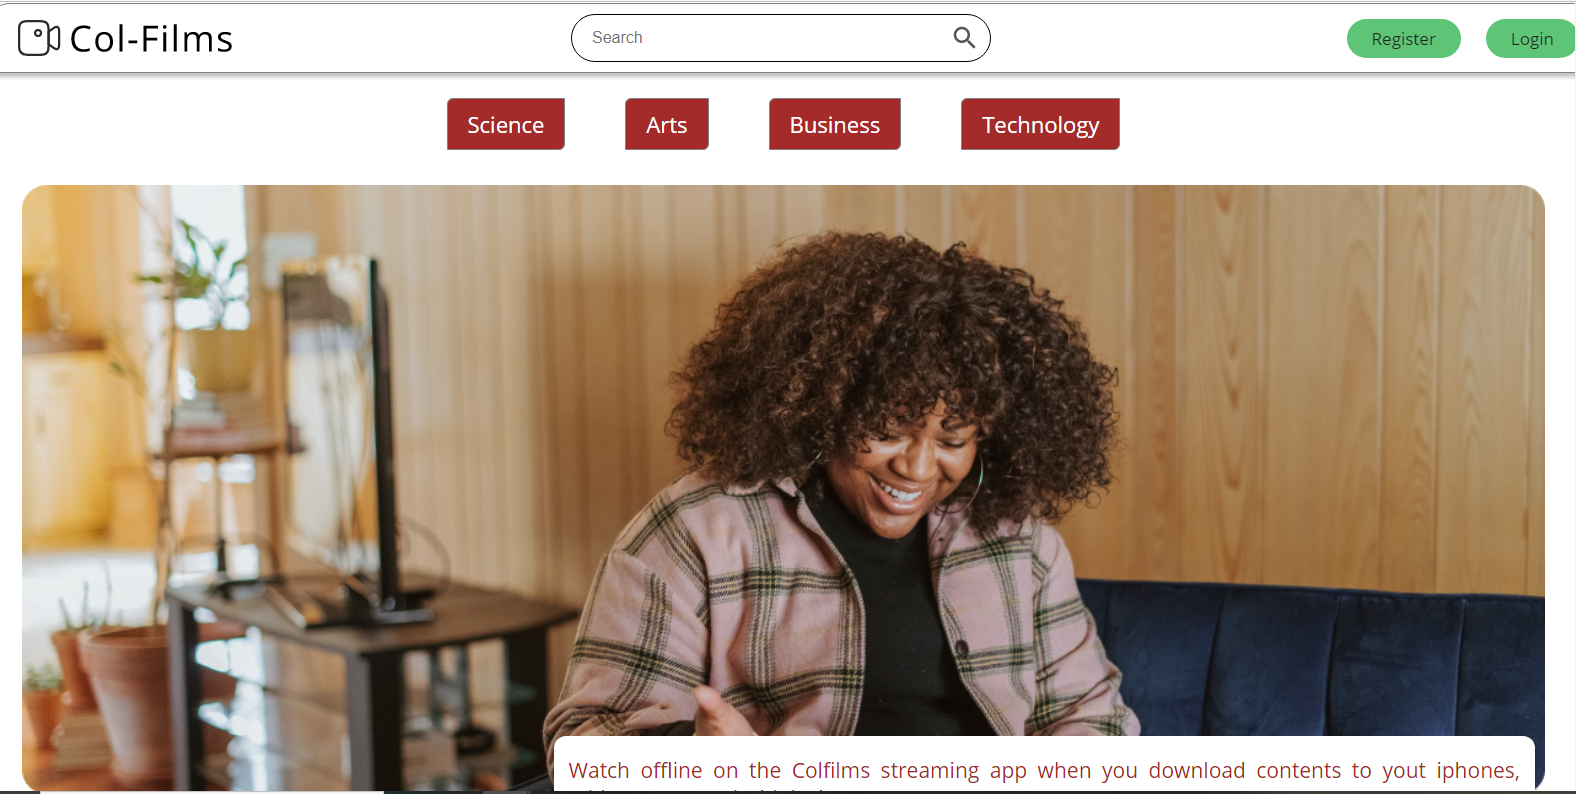 Col-Films
Search
Register
Login
Science
Arts
Business
Technology
Watch offline on the Colfilms streaming app when you download contents to yout iphones,